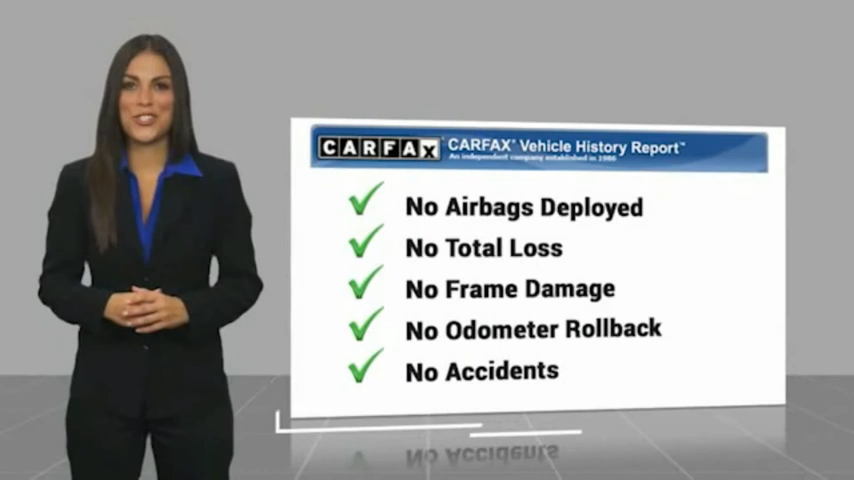 CARFAX
CARFAX® Vehicle History Report™
An independent company established in 1986
No Airbags Deployed
No Total Loss
No Frame Damage
No Odometer Rollback
No Accidents
No Accidents